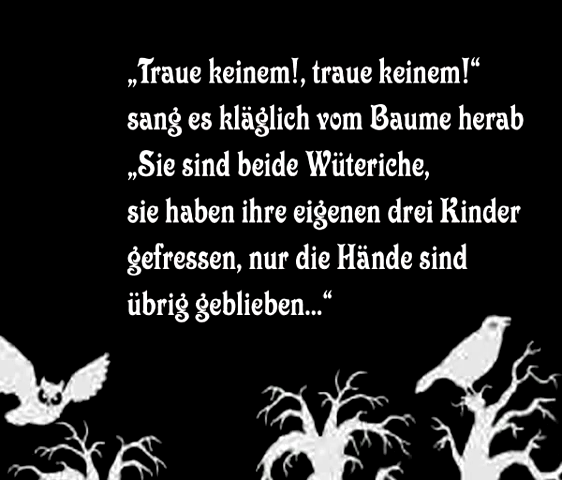 „Traue keinem!, traue keinem!“
sang es kläglich vom Baume herab
„Sie sind beide Wüteriche,
sie haben ihre eigenen drei Kinder
gefressen, nur die Hände sind
übrig geblieben...“